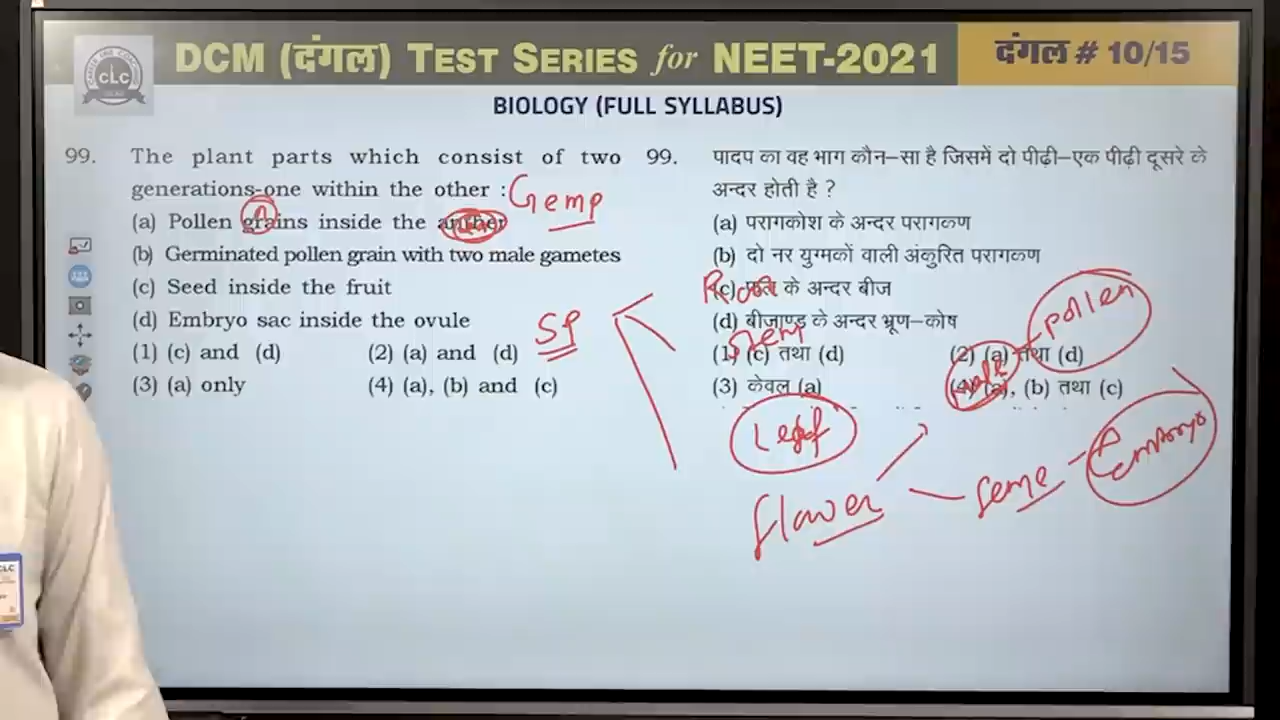 DCM (दंगल) TEST SERIES for NEET-2021
दंगल # 10/15
BIOLOGY (FULL SYLLABUS)
99. The plant parts which consist of two
generations-one within the other :
Gemp
(a) Pollen grains inside the anther
(b) Germinated pollen grain with two male gametes
(c) Seed inside the fruit
(d) Embryo sac inside the ovule
(1) (c) and (d) (2) (a) and (d)
(3) (a) only (4) (a), (b) and (c)
SP
99. पादप का वह भाग कौन–सा है जिसमें दो पीढ़ी–एक पीढ़ी दूसरे के
अन्दर होती है ?
(a) परागकोश के अन्दर परागकण
(b) दो नर युग्मकों वाली अंकुरित परागकण
(c) फल के अन्दर बीज
(d) बीजाण्ड के अन्दर भ्रूण–कोष
(1) (c) तथा (d) (2) (a) तथा (d)
(3) केवल (a) (4) (a), (b) तथा (c)
Stem
pollen
Leaf
flower
Embryo
CLC